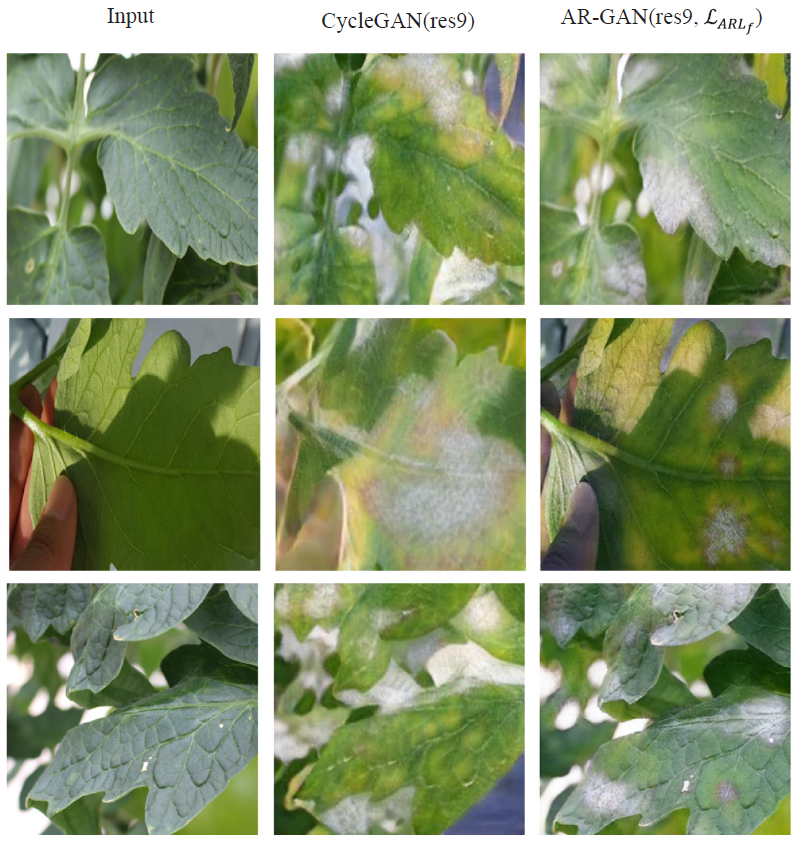 Input
CycleGAN(res9)
AR-GAN(res9, ℒ_{ARL_f})